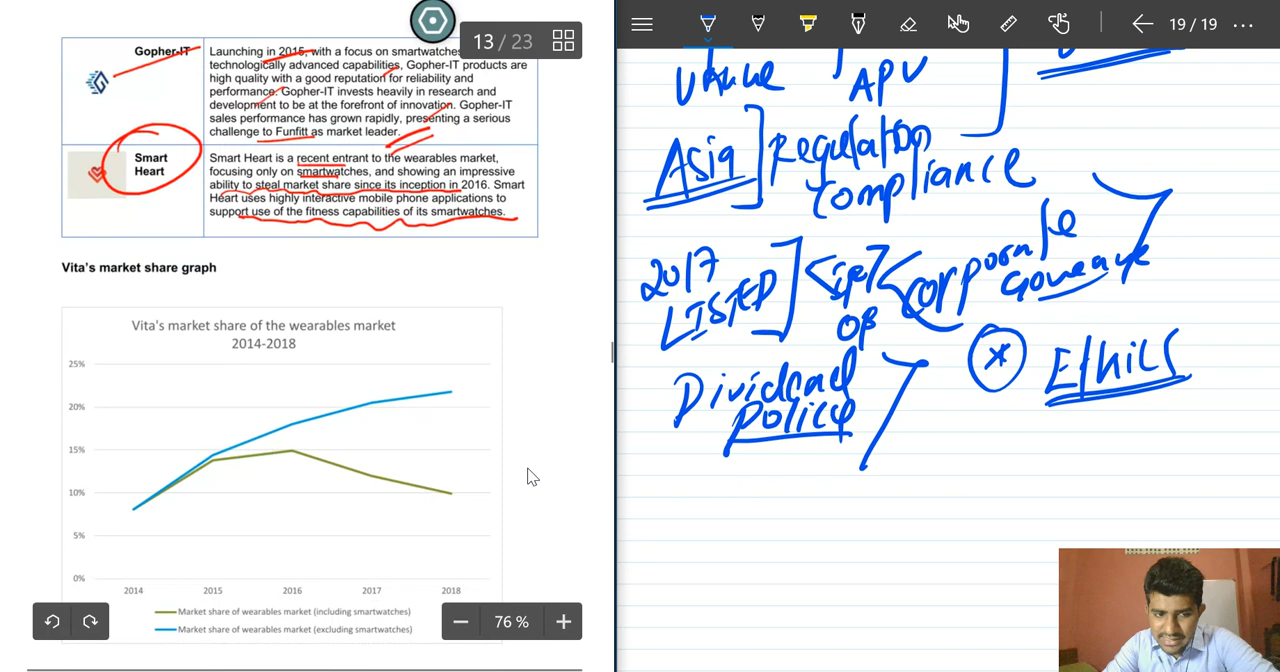 13 / 23
Gopher-IT
Launching in 2015, with a focus on smartwatches
technologically advanced capabilities, Gopher-IT products are
high quality with a good reputation for reliability and
performance. Gopher-IT invests heavily in research and
development to be at the forefront of innovation. Gopher-IT
sales performance has grown rapidly, presenting a serious
challenge to Funfitt as market leader.
Smart
Heart
Smart Heart is a recent entrant to the wearables market,
focusing only on smartwatches, and showing an impressive
ability to steal market share since its inception in 2016. Smart
Heart uses highly interactive mobile phone applications to
support use of the fitness capabilities of its smartwatches.
Vita's market share graph
Vita's market share of the wearables market
2014-2018
25%
20%
15%
10%
5%
0%
2014 2015 2016 2017 2018
Market share of wearables market (including smartwatches)
Market share of wearables market (excluding smartwatches)
76 %
19 / 19
Value
APV
Asia
Regulation
compliance
2017
LISTED
Corporate
Dividend
policy
Ethics